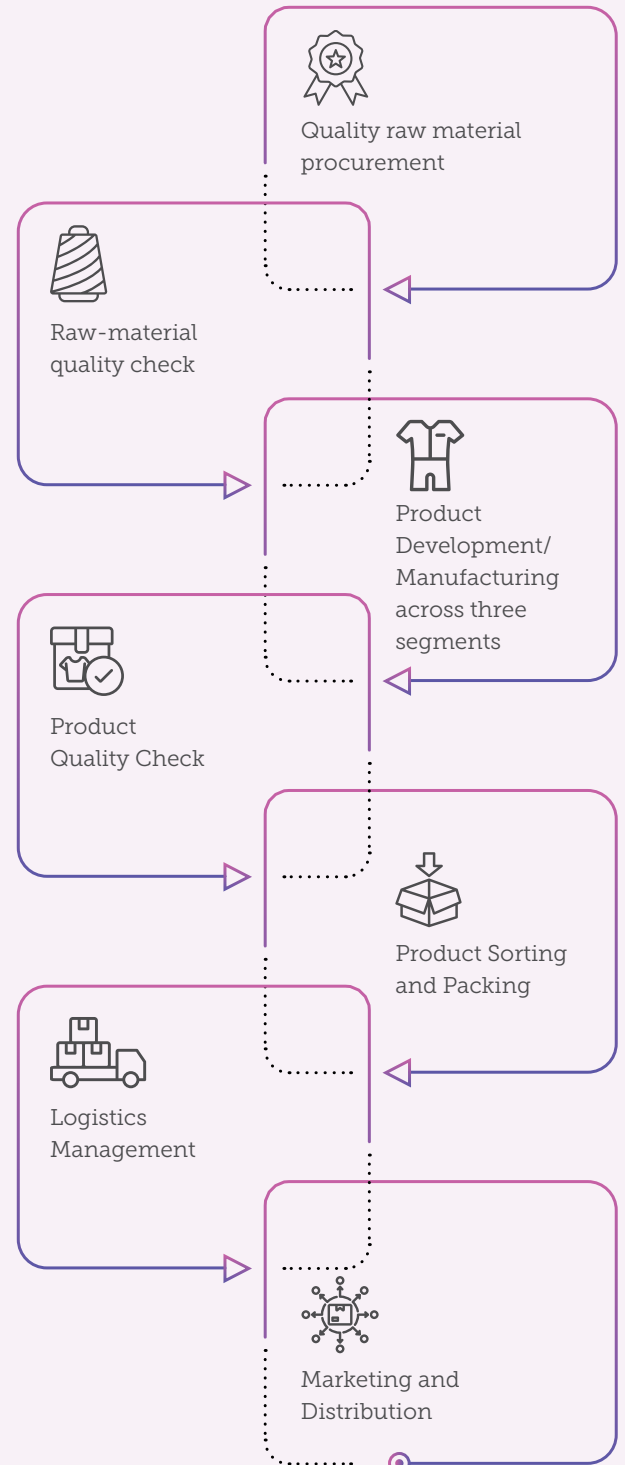 Quality raw material
procurement
Raw-material
quality check
Product
Development/
Manufacturing
across three
segments
Product
Quality Check
Product Sorting
and Packing
Logistics
Management
Marketing and
Distribution